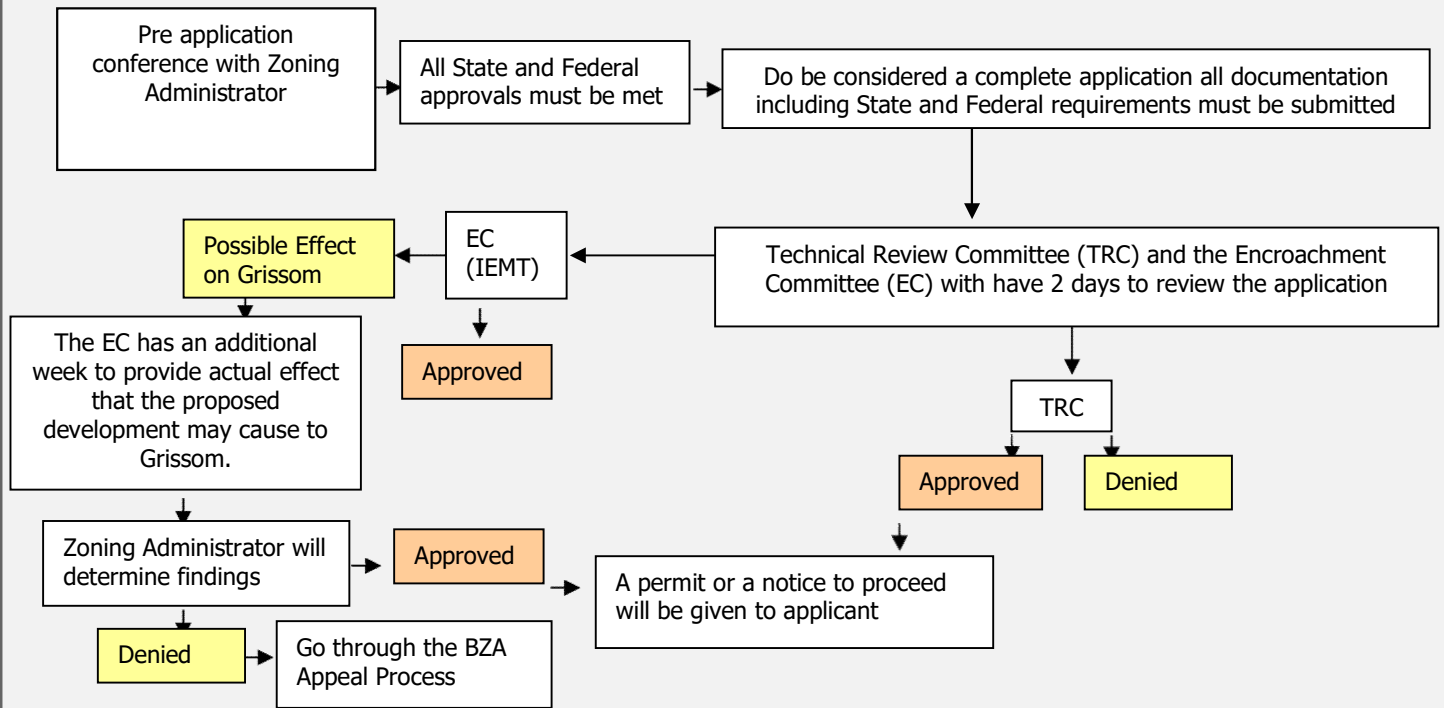 Pre application
conference with Zoning
Administrator
All State and Federal
approvals must be met
Do be considered a complete application all documentation
including State and Federal requirements must be submitted
Technical Review Committee (TRC) and the Encroachment
Committee (EC) with have 2 days to review the application
EC
(IEMT)
Possible Effect
on Grissom
Approved
The EC has an additional
week to provide actual effect
that the proposed
development may cause to
Grissom.
TRC
Approved
Denied
Zoning Administrator will
determine findings
Approved
A permit or a notice to proceed
will be given to applicant
Denied
Go through the BZA
Appeal Process